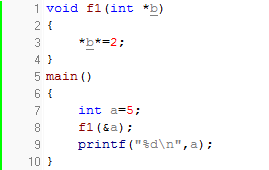 1 void f1(int *b)
2 {
3     *b*=2;
4 }
5 main()
6 {
7     int a=5;
8     f1(&a);
9     printf("%d\n",a);
10 }